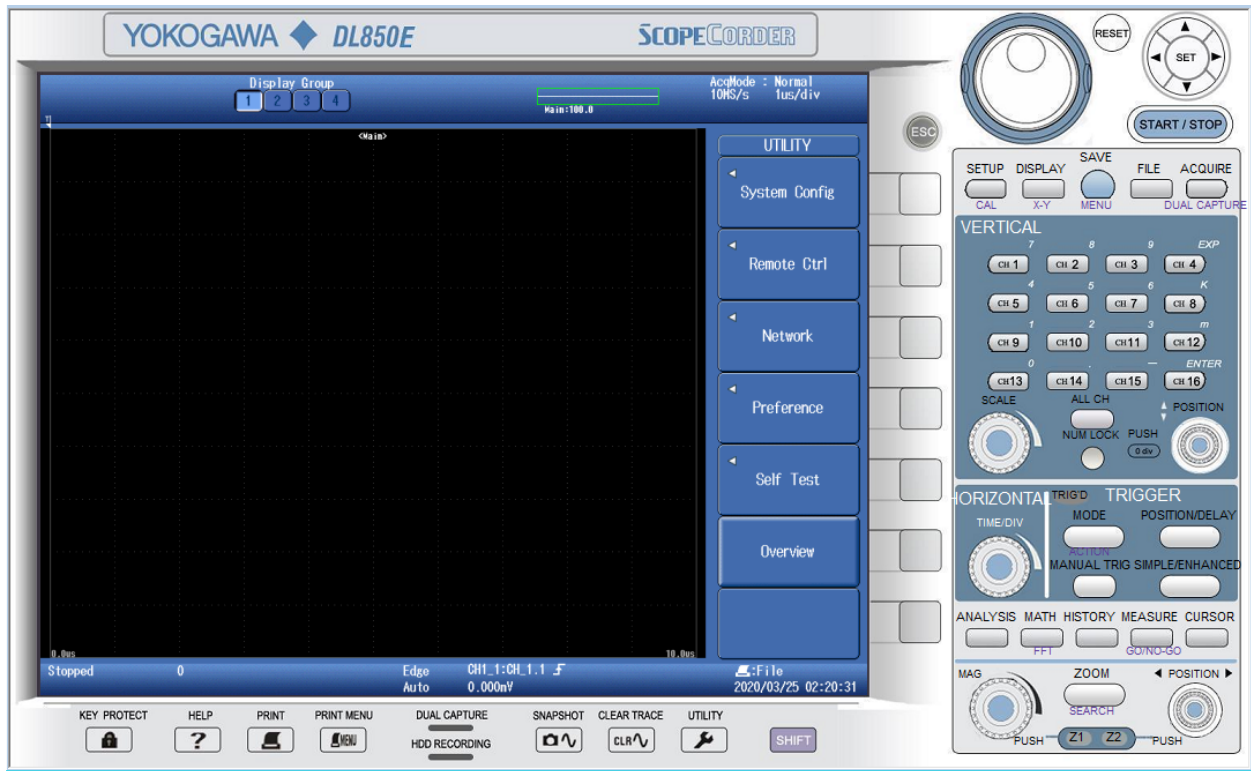 YOKOGAWA DL850E SCOPECORDER
Display Group
1 2 3 4
Main:100.0
AcqMode : Normal
10MS/s 1us/div
<Main>
UTILITY
System Config
Remote Ctrl
Network
Preference
Self Test
Overview
0.0us 10.0us
Stopped 0
Edge CH1_1:CH_1.1
Auto 0.000mV
:File
2020/03/25 02:20:31
KEY PROTECT HELP PRINT PRINT MENU DUAL CAPTURE SNAPSHOT CLEAR TRACE UTILITY
? MENU HDD RECORDING CLR SHIFT
ESC
RESET
SET
START / STOP
SETUP DISPLAY SAVE FILE ACQUIRE
CAL X-Y MENU DUAL CAPTURE
VERTICAL
7 8 9 EXP
CH 1 CH 2 CH 3 CH 4
4 5 6 K
CH 5 CH 6 CH 7 CH 8
1 2 3 m
CH 9 CH10 CH11 CH 12
0 . — ENTER
CH13 CH 14 CH 15 CH 16
SCALE ALL CH POSITION
NUM LOCK PUSH
0 div
HORIZONTAL TRIG'D TRIGGER
TIME/DIV MODE POSITION/DELAY
ACTION
MANUAL TRIG SIMPLE/ENHANCED
ANALYSIS MATH HISTORY MEASURE CURSOR
FFT GO/NO-GO
MAG ZOOM POSITION
SEARCH
PUSH Z1 Z2 PUSH